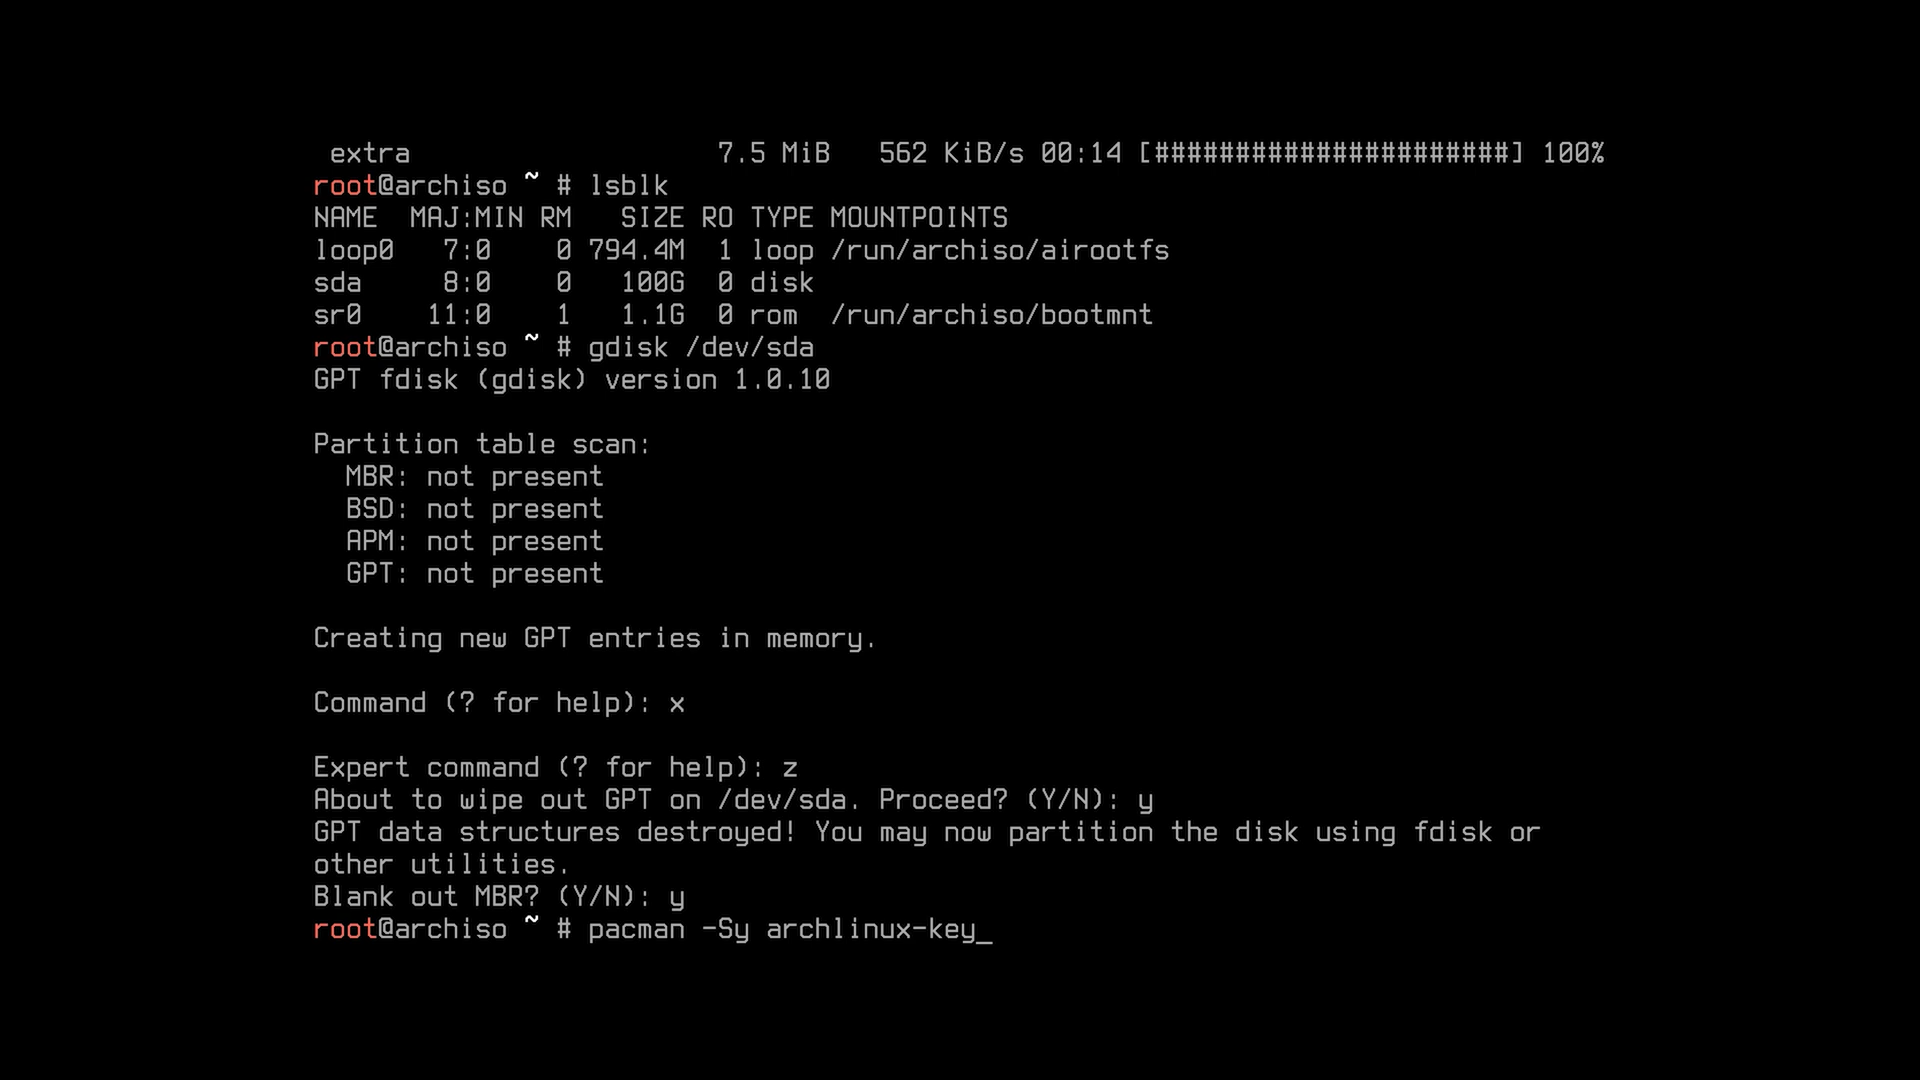 extra 7.5 MiB 562 KiB/s 00:14 [######################] 100%
root@archiso ~ # lsblk
NAME MAJ:MIN RM SIZE RO TYPE MOUNTPOINTS
loop0 7:0 0 794.4M 1 loop /run/archiso/airootfs
sda 8:0 0 100G 0 disk
sr0 11:0 1 1.1G 0 rom /run/archiso/bootmnt
root@archiso ~ # gdisk /dev/sda
GPT fdisk (gdisk) version 1.0.10
Partition table scan:
MBR: not present
BSD: not present
APM: not present
GPT: not present
Creating new GPT entries in memory.
Command (? for help): x
Expert command (? for help): z
About to wipe out GPT on /dev/sda. Proceed? (Y/N): y
GPT data structures destroyed! You may now partition the disk using fdisk or
other utilities.
Blank out MBR? (Y/N): y
root@archiso ~ # pacman -Sy archlinux-key_